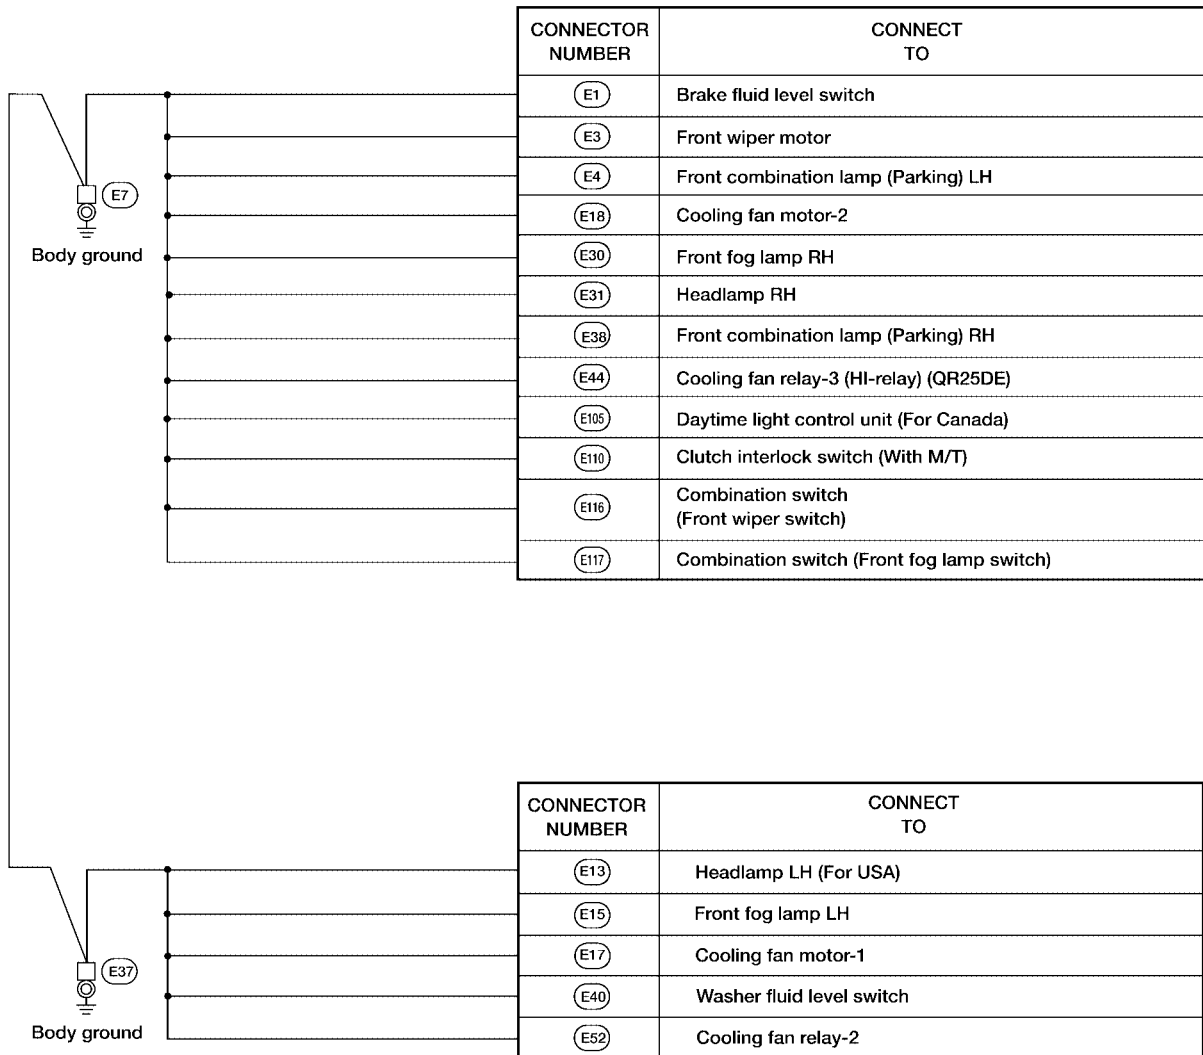 CONNECTOR NUMBER CONNECT TO
E1 Brake fluid level switch
E3 Front wiper motor
E4 Front combination lamp (Parking) LH
E7
E18 Cooling fan motor-2
Body ground
E30 Front fog lamp RH
E31 Headlamp RH
E38 Front combination lamp (Parking) RH
E44 Cooling fan relay-3 (HI-relay) (QR25DE)
E105 Daytime light control unit (For Canada)
E110 Clutch interlock switch (With M/T)
E116 Combination switch
(Front wiper switch)
E117 Combination switch (Front fog lamp switch)
CONNECTOR NUMBER CONNECT TO
E13 Headlamp LH (For USA)
E15 Front fog lamp LH
E17 Cooling fan motor-1
E37
E40 Washer fluid level switch
Body ground
E52 Cooling fan relay-2